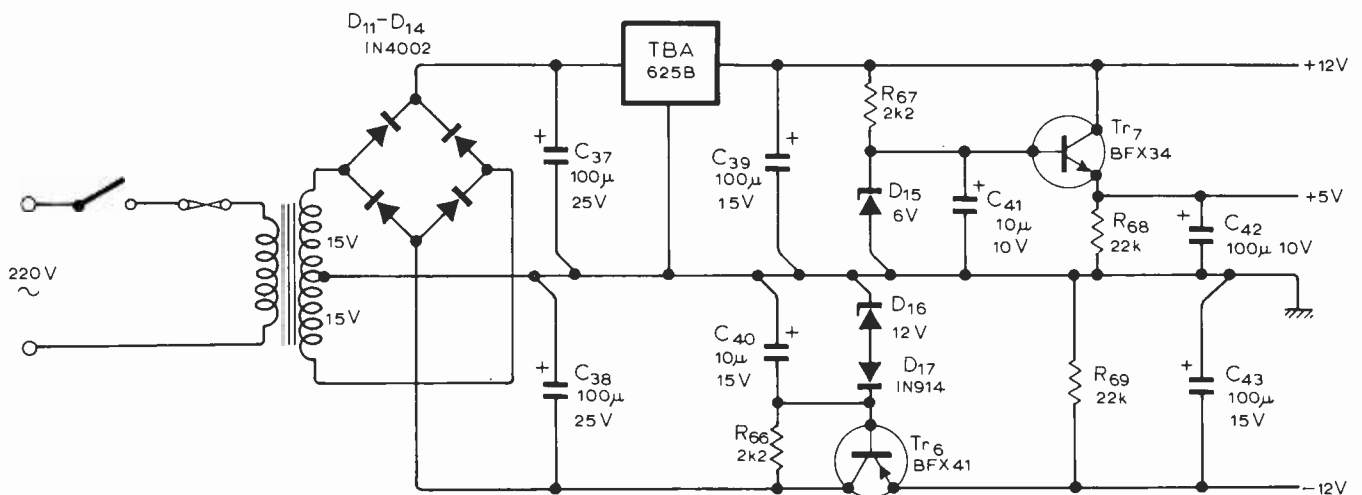 D11–D14
IN4002
TBA
625B
+12V
R67
2k2
Tr7
BFX34
+
C37
100μ
25V
+
C39
100μ
15V
D15
6V
+
C41
10μ
10V
+5V
R68
22k
+
C42
100μ 10V
220V
~
15V
15V
D16
12V
+
C40
10μ
15V
D17
IN914
+
C38
100μ
25V
R69
22k
+
C43
100μ
15V
R66
2k2
Tr6
BFX41
–12V